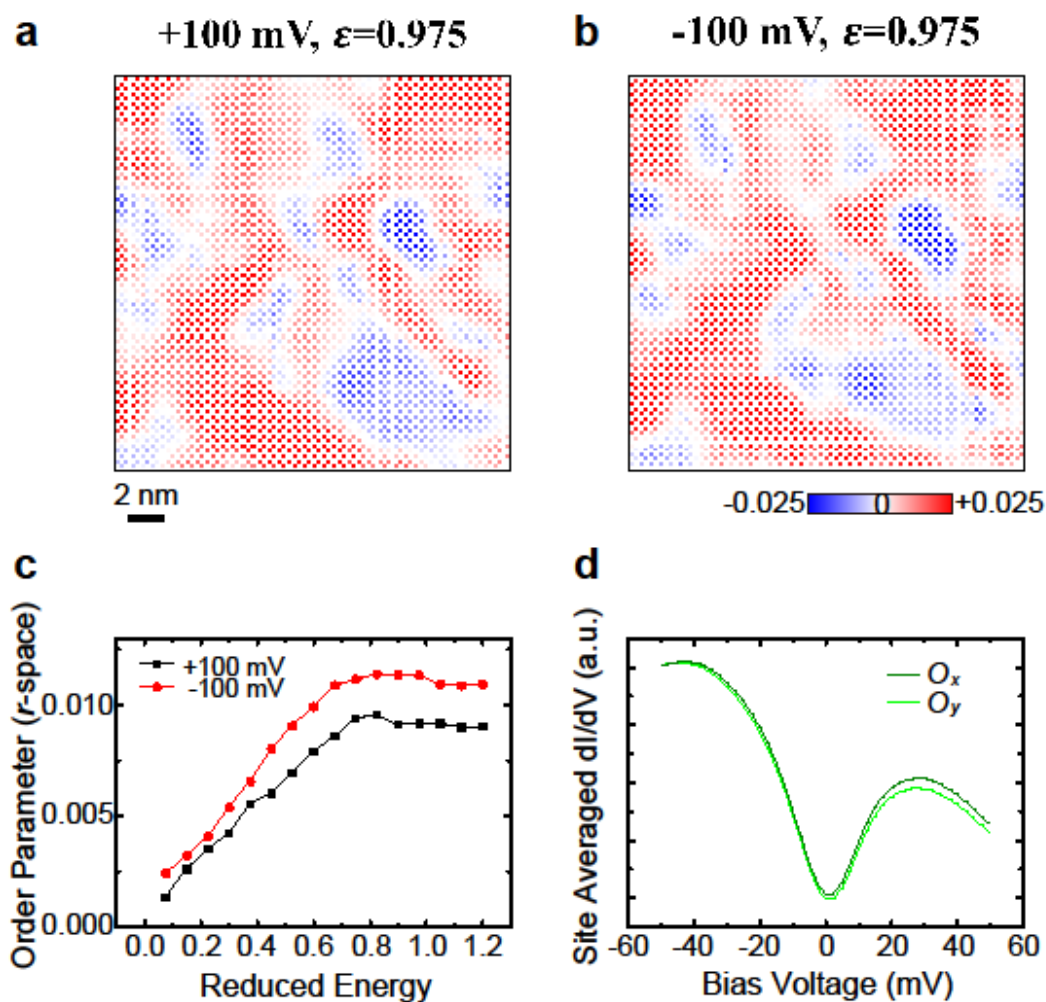 a +100 mV, ε=0.975
b -100 mV, ε=0.975
2 nm
-0.025 0 +0.025
c
Order Parameter (r-space)
+100 mV
-100 mV
0.010
0.005
0.000
0.0 0.2 0.4 0.6 0.8 1.0 1.2
Reduced Energy
d
Site Averaged dI/dV (a.u.)
Ox
Oy
-60 -40 -20 0 20 40 60
Bias Voltage (mV)